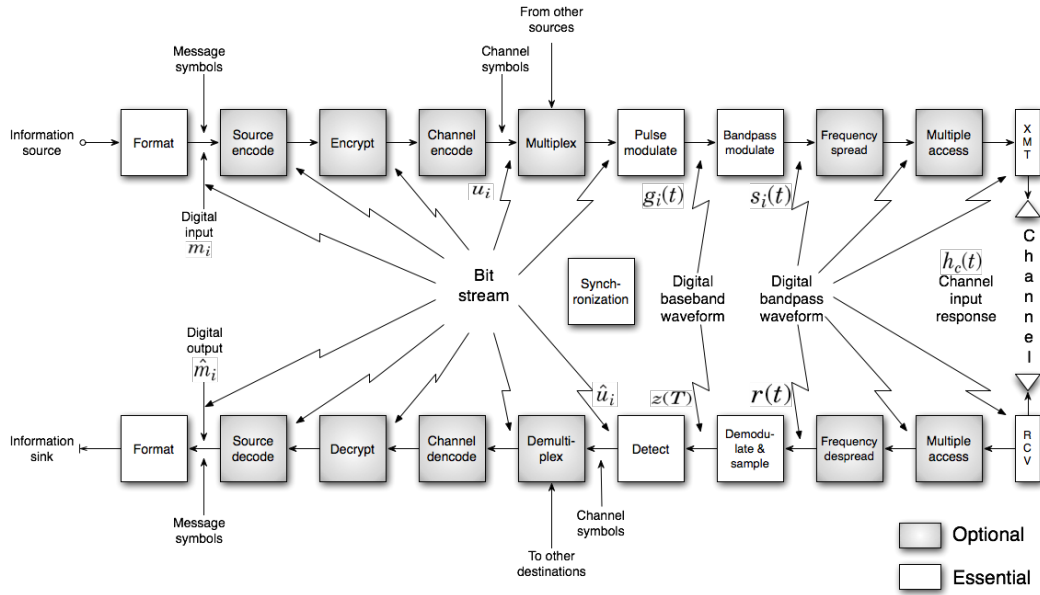 From other
sources
Message
symbols
Channel
symbols
Information
source
Format
Source
encode
Encrypt
Channel
encode
Multiplex
Pulse
modulate
Bandpass
modulate
Frequency
spread
Multiple
access
X
M
T
u_i
g_i(t)
s_i(t)
Digital
input
m_i
Bit
stream
Synch-
ronization
Digital
baseband
waveform
Digital
bandpass
waveform
h_c(t)
Channel
input
response
C
h
a
n
n
e
l
Digital
output
m̂_i
û_i
z(T)
r(t)
Information
sink
Format
Source
decode
Decrypt
Channel
dencode
Demulti-
plex
Detect
Demodu-
late &
sample
Frequency
despread
Multiple
access
R
C
V
Message
symbols
Channel
symbols
To other
destinations
Optional
Essential